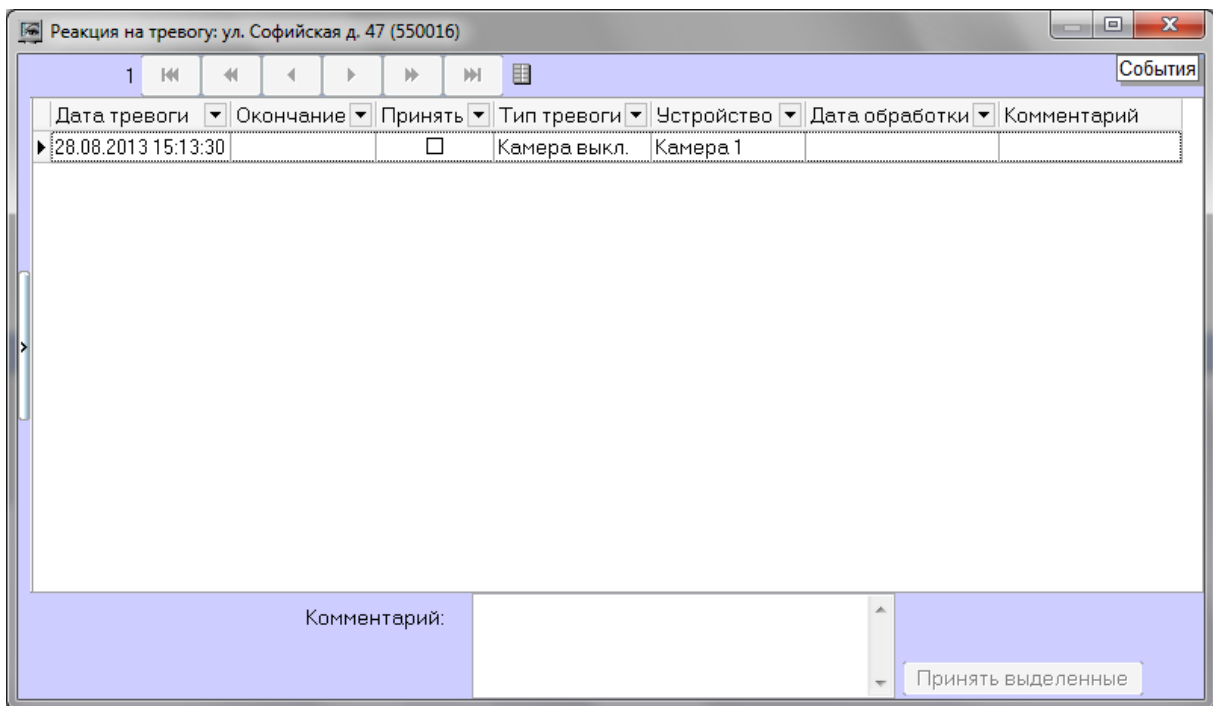 Реакция на тревогу: ул. Софийская д. 47 (550016)
1
События
Дата тревоги Окончание Принять Тип тревоги Устройство Дата обработки Комментарий
28.08.2013 15:13:30 Камера выкл. Камера 1
Комментарий:
Принять выделенные